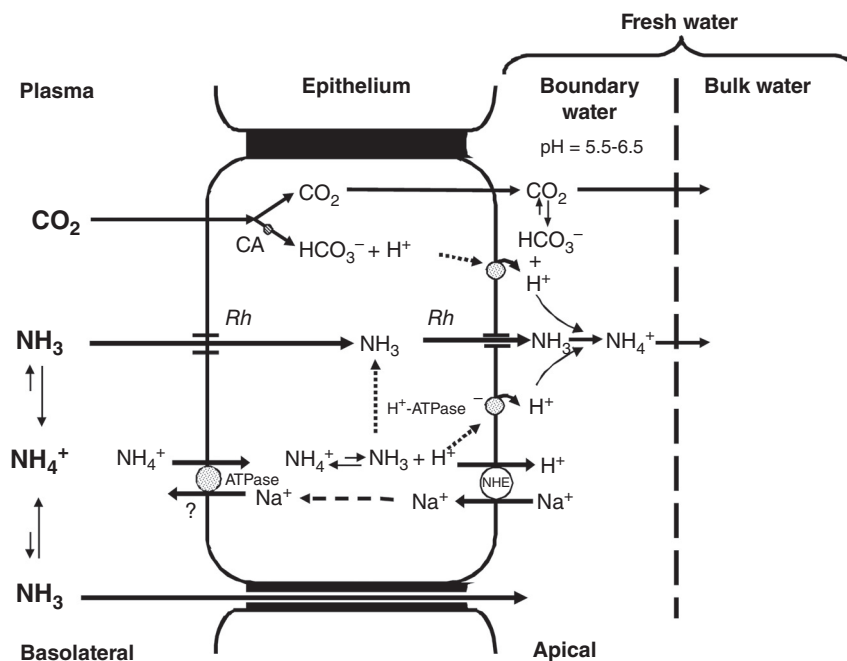 Fresh water
Plasma
Epithelium
Boundary
water
Bulk water
pH = 5.5-6.5
CO₂
CO₂
CO₂
CA
HCO₃⁻ + H⁺
HCO₃⁻
+
H⁺
Rh
Rh
NH₃
NH₃
NH₃
NH₄⁺
H⁺-ATPase
−
H⁺
NH₄⁺
NH₄⁺
NH₄⁺
NH₃ + H⁺
H⁺
ATPase
NHE
?
Na⁺
Na⁺
Na⁺
NH₃
Basolateral
Apical